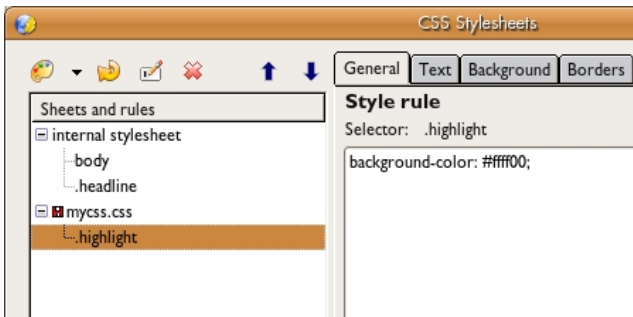 CSS Stylesheets
General Text Background Borders
Sheets and rules
internal stylesheet
body
.headline
mycss.css
.highlight
Style rule
Selector: .highlight
background-color: #ffff00;